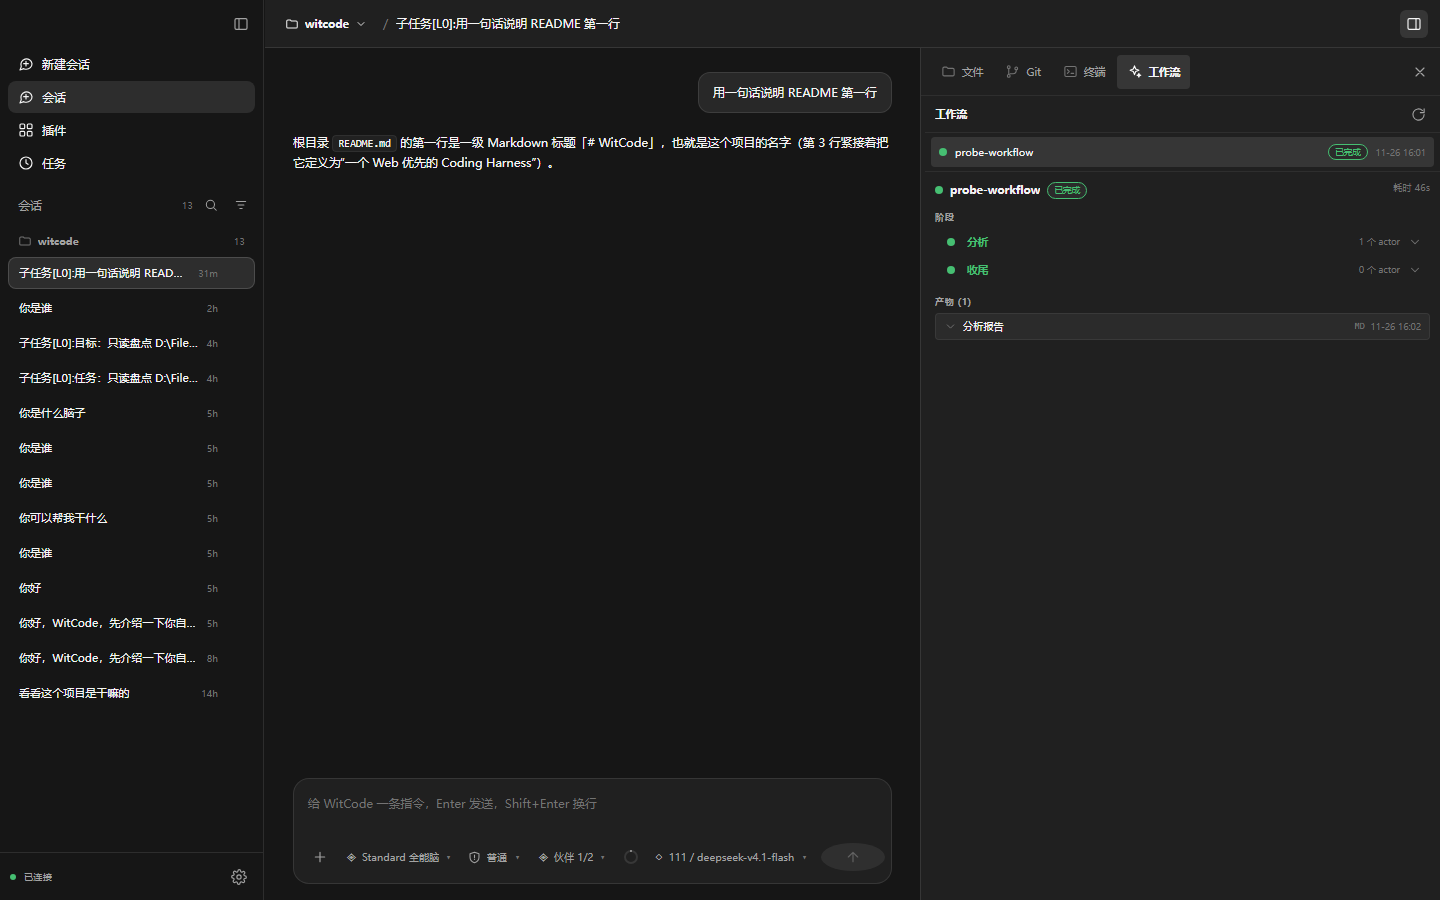 witcode / 子任务[L0]:用一句话说明 README 第一行
新建会话
会话
插件
任务
会话 13
witcode 13
子任务[L0]:用一句话说明 READ... 31m
你是谁 2h
子任务[L0]:目标：只读盘点 D:\File... 4h
子任务[L0]:任务：只读盘点 D:\File... 4h
你是什么脑子 5h
你是谁 5h
你是谁 5h
你可以帮我干什么 5h
你是谁 5h
你好 5h
你好，WitCode，先介绍一下你自... 5h
你好，WitCode，先介绍一下你自... 8h
看看这个项目是干嘛的 14h
已连接
用一句话说明 README 第一行
根目录 README.md 的第一行是一级 Markdown 标题「# WitCode」，也就是这个项目的名字（第 3 行紧接着把
它定义为“一个 Web 优先的 Coding Harness”）。
给 WitCode 一条指令，Enter 发送，Shift+Enter 换行
Standard 全能脑 普通 伙伴 1/2 111 / deepseek-v4.1-flash
文件 Git 终端 工作流
工作流
probe-workflow 已完成 11-26 16:01
probe-workflow 已完成 耗时 46s
阶段
分析 1 个 actor
收尾 0 个 actor
产物 (1)
分析报告 MD 11-26 16:02